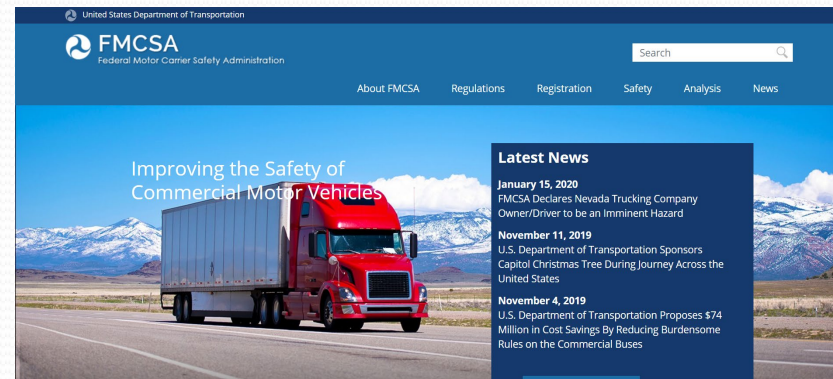 United States Department of Transportation
FMCSA
Federal Motor Carrier Safety Administration
Search
About FMCSA Regulations Registration Safety Analysis News
Improving the Safety of
Commercial Motor Vehicles
Latest News
January 15, 2020
FMCSA Declares Nevada Trucking Company
Owner/Driver to be an Imminent Hazard
November 11, 2019
U.S. Department of Transportation Sponsors
Capitol Christmas Tree During Journey Across the
United States
November 4, 2019
U.S. Department of Transportation Proposes $74
Million in Cost Savings By Reducing Burdensome
Rules on the Commercial Buses